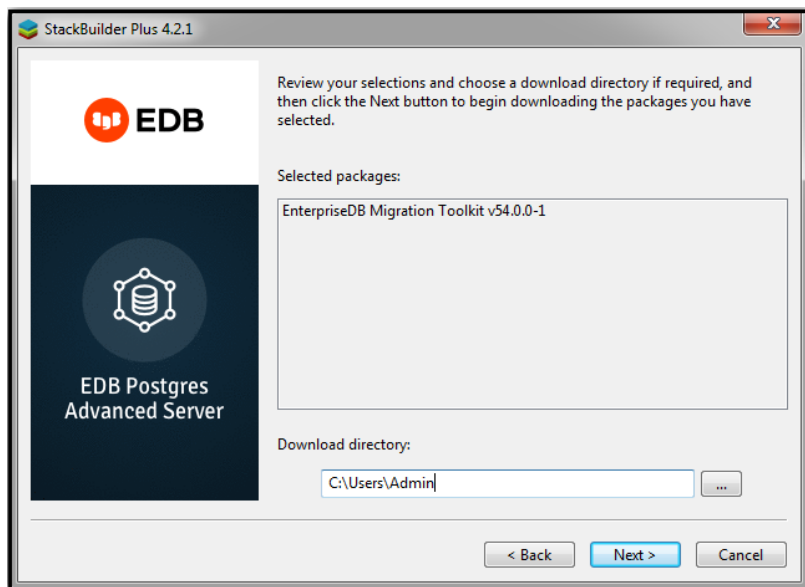 StackBuilder Plus 4.2.1
X
EDB
EDB Postgres
Advanced Server
Review your selections and choose a download directory if required, and
then click the Next button to begin downloading the packages you have
selected.
Selected packages:
EnterpriseDB Migration Toolkit v54.0.0-1
Download directory:
C:\Users\Admin
...
< Back
Next >
Cancel